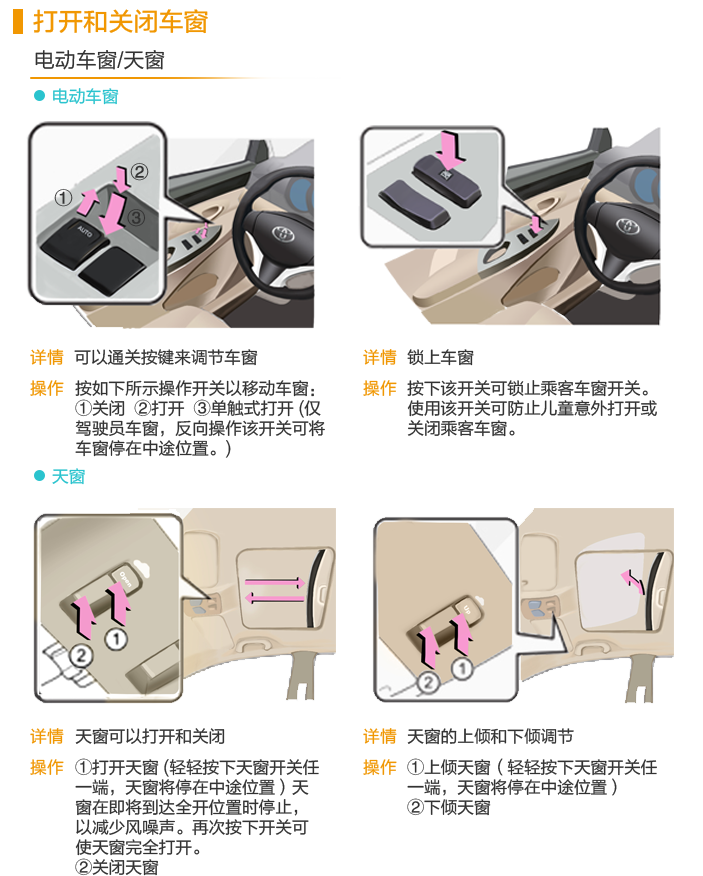 打开和关闭车窗
电动车窗/天窗
电动车窗
① ② ③
AUTO
详情 可以通关按键来调节车窗
操作 按如下所示操作开关以移动车窗：
①关闭 ②打开 ③单触式打开 (仅
驾驶员车窗，反向操作该开关可将
车窗停在中途位置。)
详情 锁上车窗
操作 按下该开关可锁止乘客车窗开关。
使用该开关可防止儿童意外打开或
关闭乘客车窗。
天窗
Open
② ①
Up
② ①
详情 天窗可以打开和关闭
操作 ①打开天窗 (轻轻按下天窗开关任
一端，天窗将停在中途位置 ) 天
窗在即将到达全开位置时停止，
以减少风噪声。再次按下开关可
使天窗完全打开。
②关闭天窗
详情 天窗的上倾和下倾调节
操作 ①上倾天窗 ( 轻轻按下天窗开关任
一端，天窗将停在中途位置 )
②下倾天窗